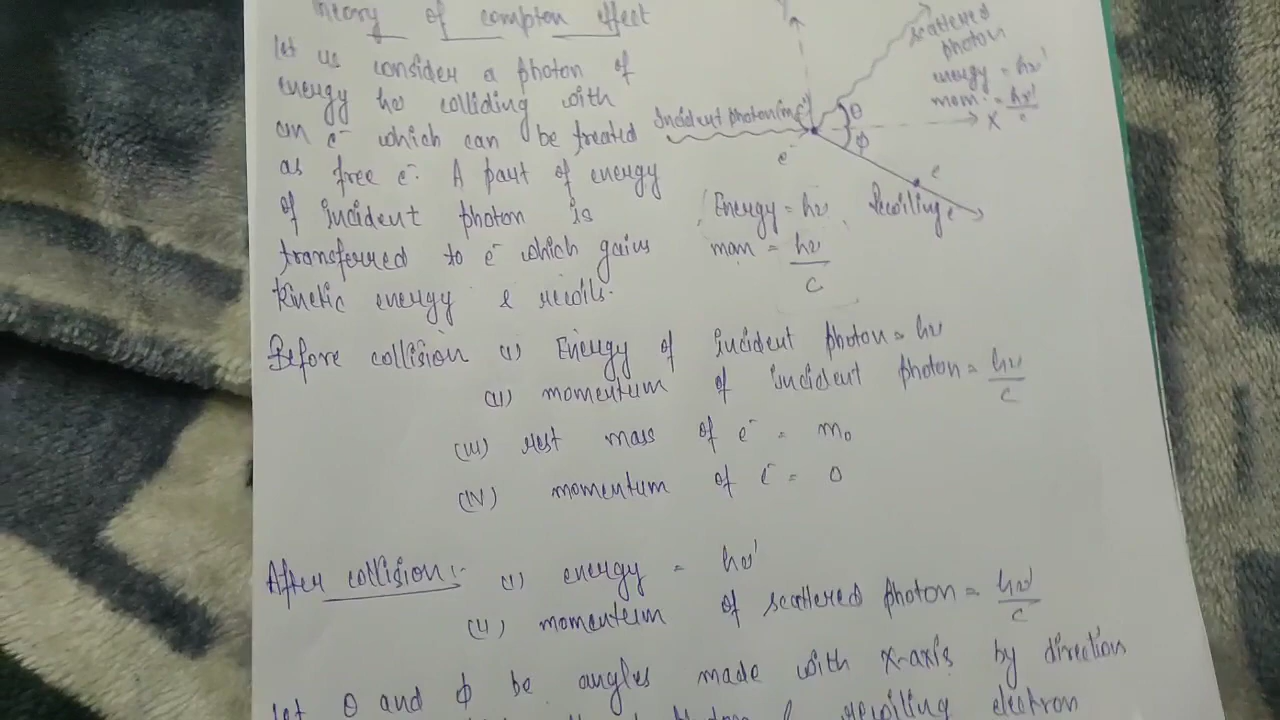 Theory of compton effect
let us consider a photon of
energy hν colliding with
an e⁻ which can be treated
as free e⁻. A part of energy
of incident photon is
transferred to e⁻ which gains
Kinetic energy & recoils.
y
scattered
photon
energy = hν'
mom. = hν'/c
Incident photon
θ
ϕ
X
e⁻
e
Energy = hν
mom = hν/c
Recoiling e
Before collision (I) Energy of incident photon = hν
(II) momentum of incident photon = hν/c
(III) rest mass of e⁻ = m₀
(IV) momentum of e⁻ = 0
After collision :- (I) energy = hν'
(II) momentum of scattered photon = hν'/c
let θ and ϕ be angles made with X-axis by direction
photon & recoiling electron